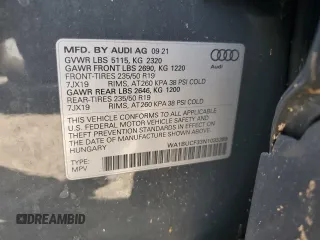 MFD. BY AUDI AG 09 21
GVWR LBS 5115, KG 2320
GAWR FRONT LBS 2690, KG 1220
FRONT-TIRES 235/50 R19
7JX19 RIMS, AT 260 KPA 38 PSI COLD
GAWR REAR LBS 2646, KG 1200
REAR-TIRES 235/50 R19
7JX19 RIMS, AT 260 KPA 38 PSI COLD
THIS VEHICLE CONFORMS TO ALL APPLICABLE
U.S. FEDERAL MOTOR VEHICLE SAFETY AND
THEFT PREVENTION STANDARDS IN EFFECT ON
THE DATE OF MANUFACTURE SHOWN ABOVE.
HUNGARY
TYPE:
MPV
Audi
DIDBID.COM